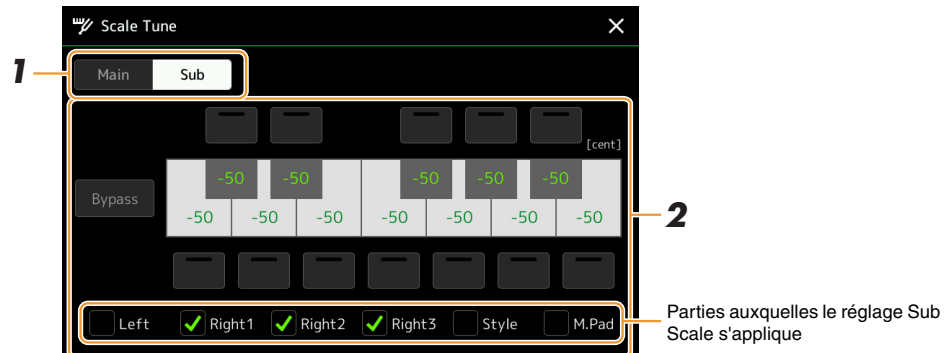 Scale Tune
1
Main Sub
[cent]
Bypass
-50 -50 -50 -50 -50
-50 -50 -50 -50 -50 -50 -50
2
Left Right1 Right2 Right3 Style M.Pad
Parties auxquelles le réglage Sub
Scale s'applique